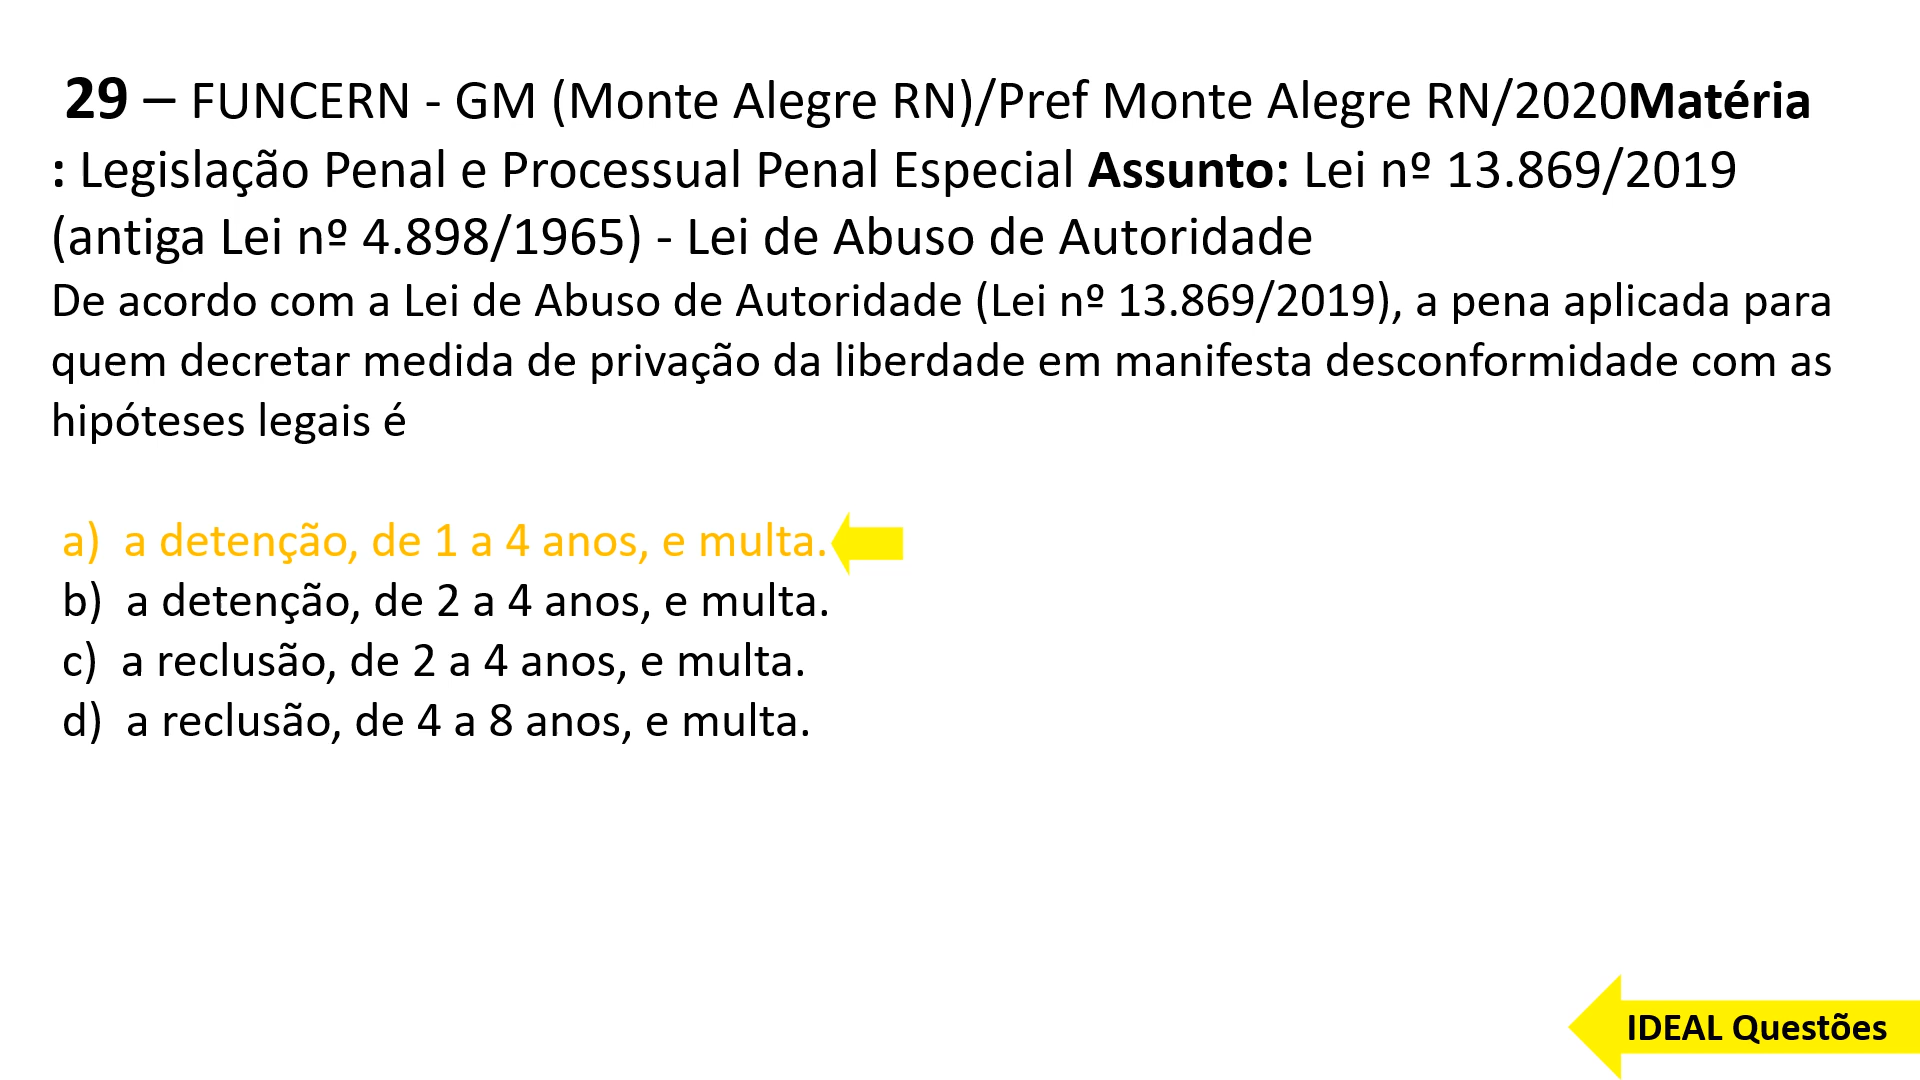 29 – FUNCERN - GM (Monte Alegre RN)/Pref Monte Alegre RN/2020Matéria
: Legislação Penal e Processual Penal Especial Assunto: Lei nº 13.869/2019
(antiga Lei nº 4.898/1965) - Lei de Abuso de Autoridade
De acordo com a Lei de Abuso de Autoridade (Lei nº 13.869/2019), a pena aplicada para
quem decretar medida de privação da liberdade em manifesta desconformidade com as
hipóteses legais é
a) a detenção, de 1 a 4 anos, e multa.
b) a detenção, de 2 a 4 anos, e multa.
c) a reclusão, de 2 a 4 anos, e multa.
d) a reclusão, de 4 a 8 anos, e multa.
IDEAL Questões